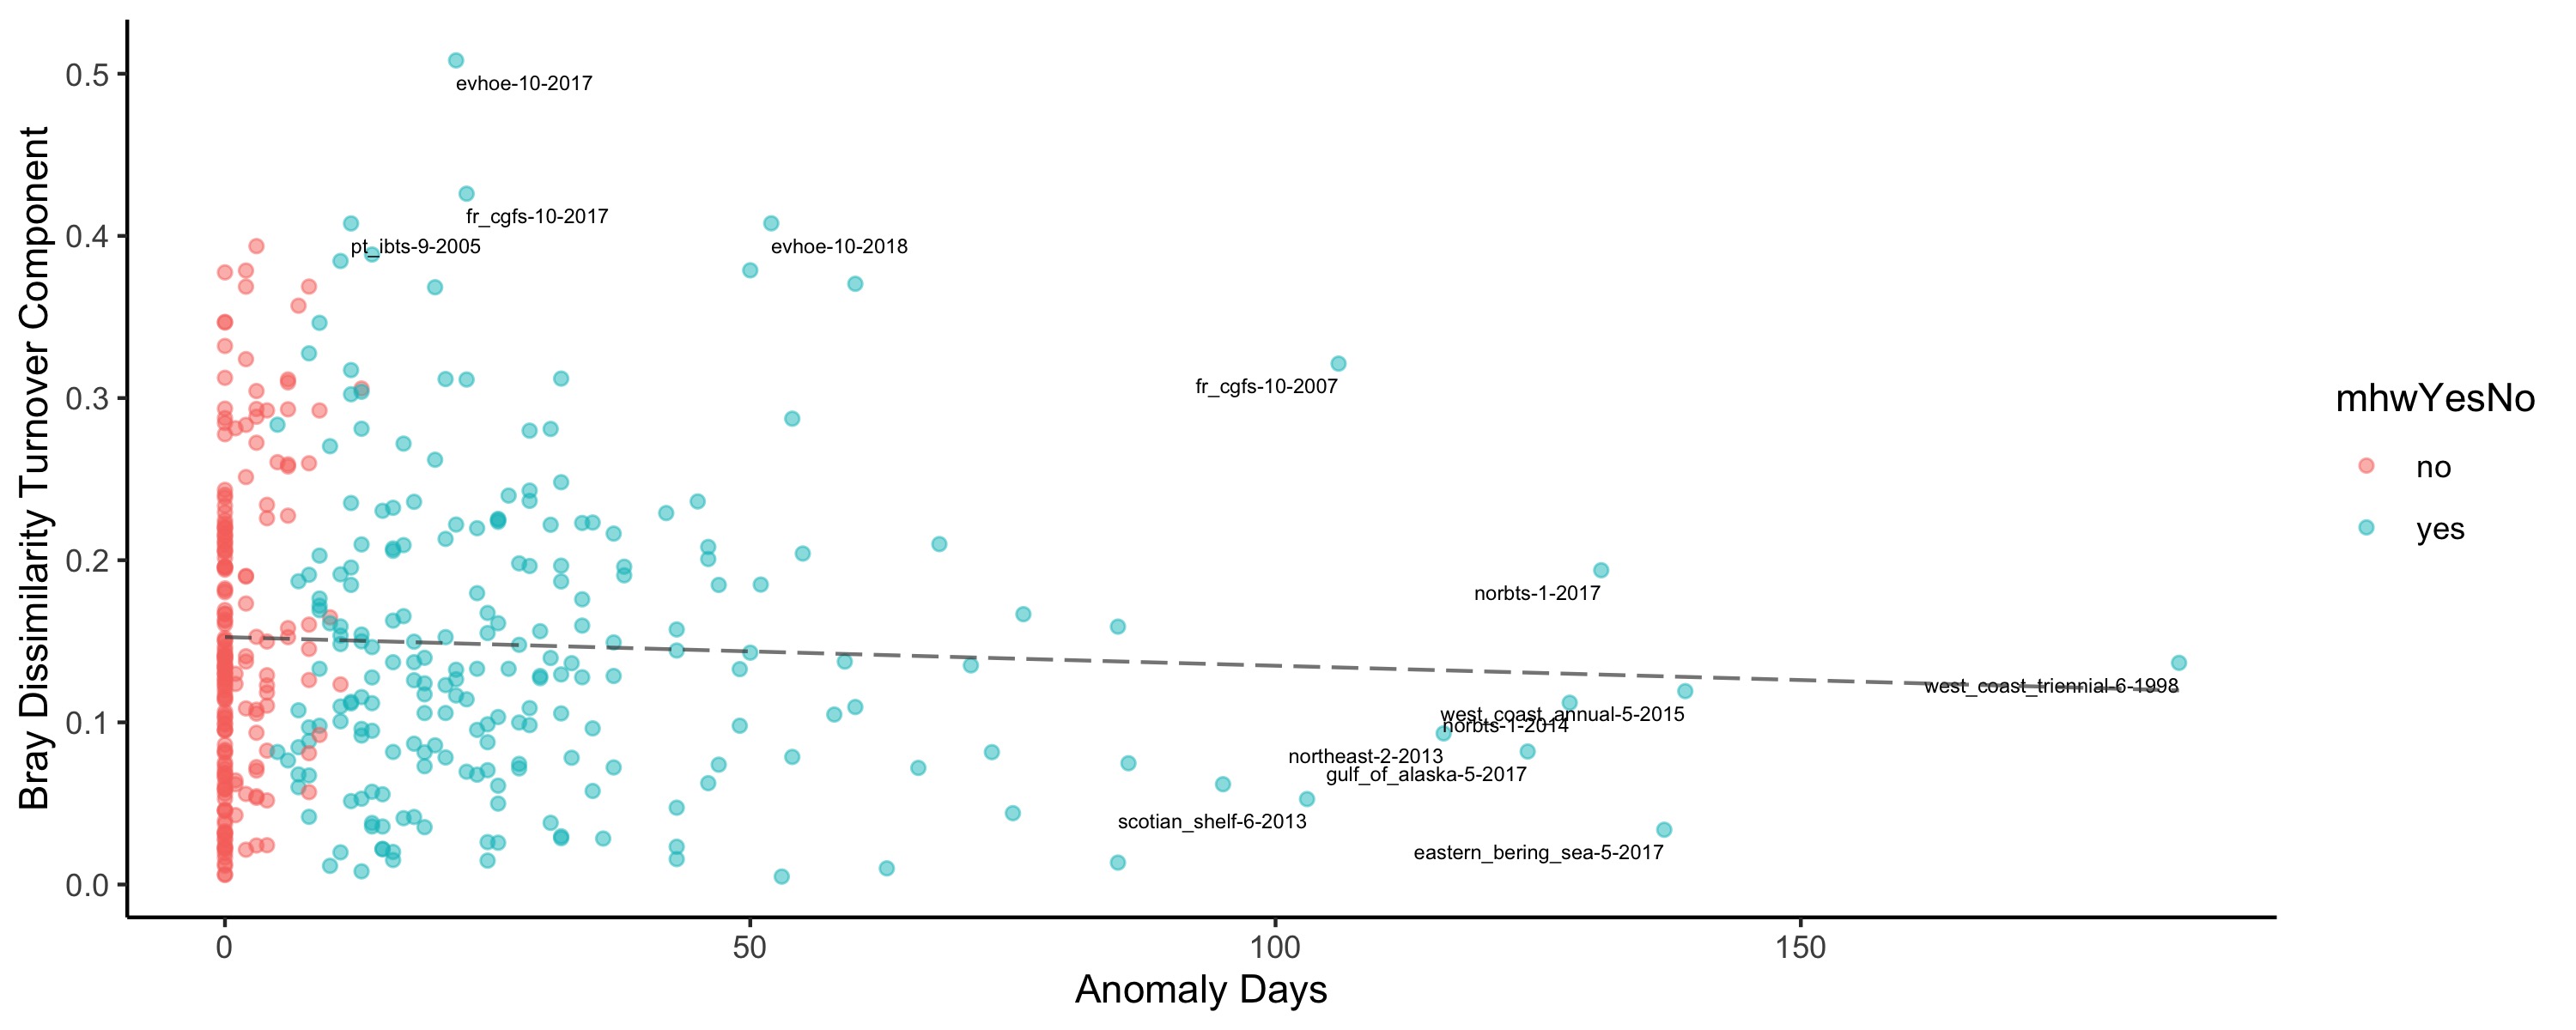 Bray Dissimilarity Turnover Component
0.5
0.4
0.3
0.2
0.1
0.0
evhoe-10-2017
fr_cgfs-10-2017
pt_ibts-9-2005
evhoe-10-2018
fr_cgfs-10-2007
norbts-1-2017
west_coast_triennial-6-1998
west_coast_annual-5-2015
norbts-1-2014
northeast-2-2013
gulf_of_alaska-5-2017
scotian_shelf-6-2013
eastern_bering_sea-5-2017
0
50
100
150
Anomaly Days
mhwYesNo
no
yes